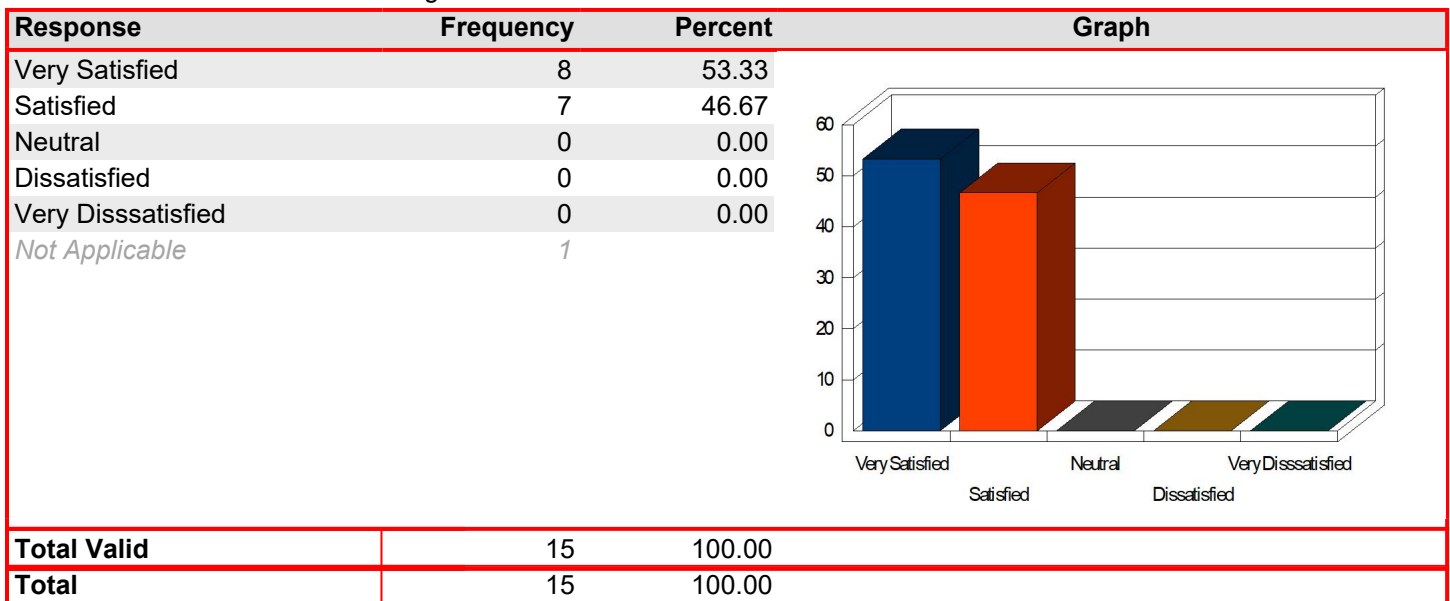 Response Frequency Percent Graph
Very Satisfied 8 53.33
Satisfied 7 46.67
Neutral 0 0.00
Dissatisfied 0 0.00
Very Disssatisfied 0 0.00
Not Applicable 1
60
50
40
30
20
10
0
Very Satisfied Neutral Very Disssatisfied
Satisfied Dissatisfied
Total Valid 15 100.00
Total 15 100.00